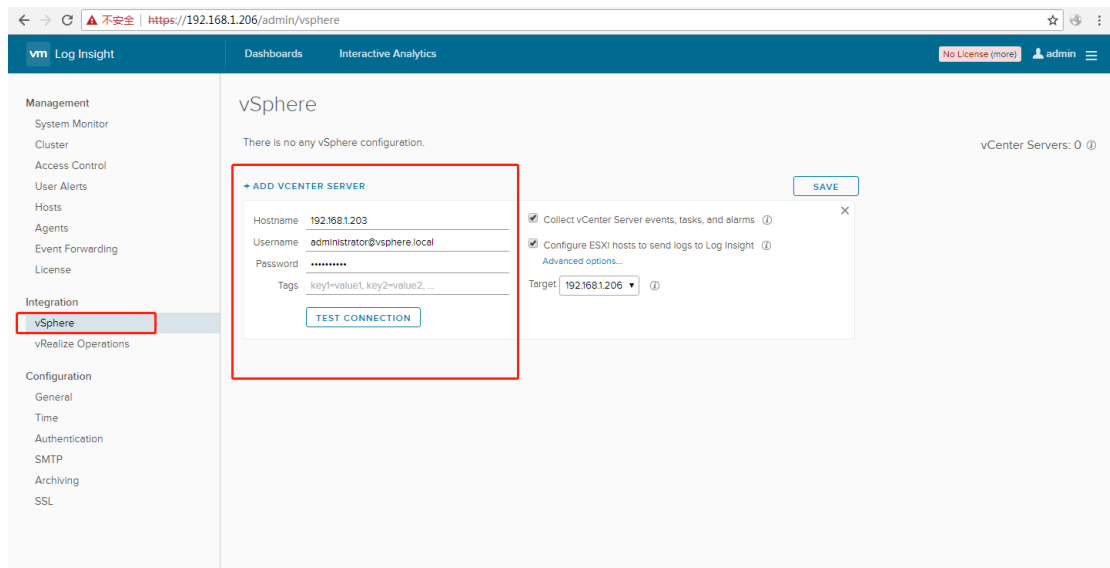 不安全 | https://192.168.1.206/admin/vsphere
vm Log Insight Dashboards Interactive Analytics No License (more) admin
Management
System Monitor
Cluster
Access Control
User Alerts
Hosts
Agents
Event Forwarding
License
Integration
vSphere
vRealize Operations
Configuration
General
Time
Authentication
SMTP
Archiving
SSL
vSphere
There is no any vSphere configuration.
vCenter Servers: 0
+ ADD VCENTER SERVER
SAVE
Hostname 192.168.1.203
Username administrator@vsphere.local
Password ••••••••••
Tags key1=value1, key2=value2, ...
TEST CONNECTION
Collect vCenter Server events, tasks, and alarms
Configure ESXi hosts to send logs to Log Insight
Advanced options...
Target 192.168.1.206